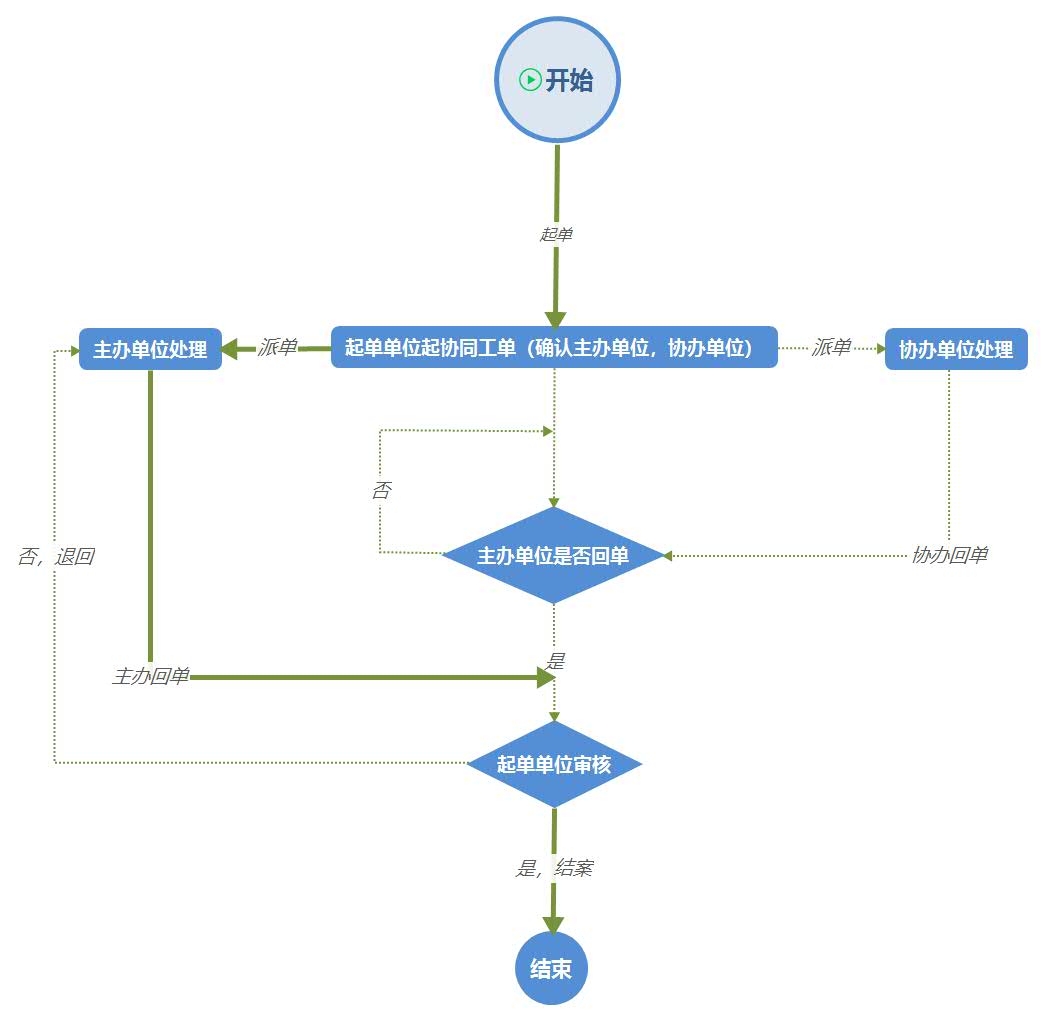 开始
起单
主办单位处理
派单
起单单位起协同工单（确认主办单位，协办单位）
派单
协办单位处理
否
主办单位是否回单
否，退回
协办回单
是
主办回单
起单单位审核
是，结案
结束